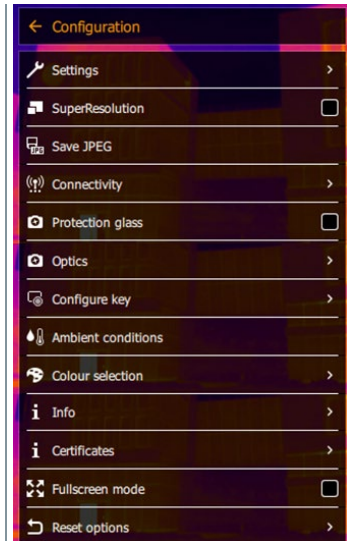 Configuration
Settings
SuperResolution
JPG
Save JPEG
Connectivity
Protection glass
Optics
Configure key
Ambient conditions
Colour selection
Info
Certificates
Fullscreen mode
Reset options